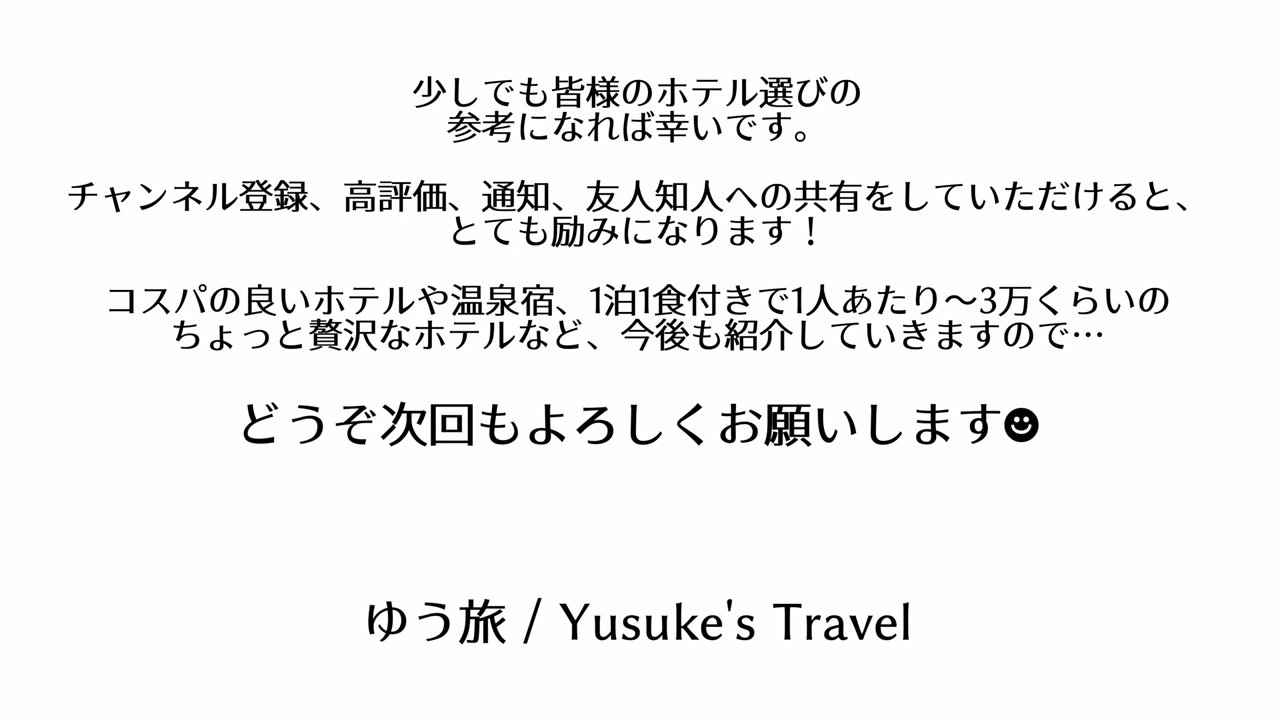 少しでも皆様のホテル選びの
参考になれば幸いです。
チャンネル登録、高評価、通知、友人知人への共有をしていただけると、
とても励みになります！
コスパの良いホテルや温泉宿、1泊1食付きで1人あたり〜3万くらいの
ちょっと贅沢なホテルなど、今後も紹介していきますので…
どうぞ次回もよろしくお願いします☻
ゆう旅 / Yusuke's Travel